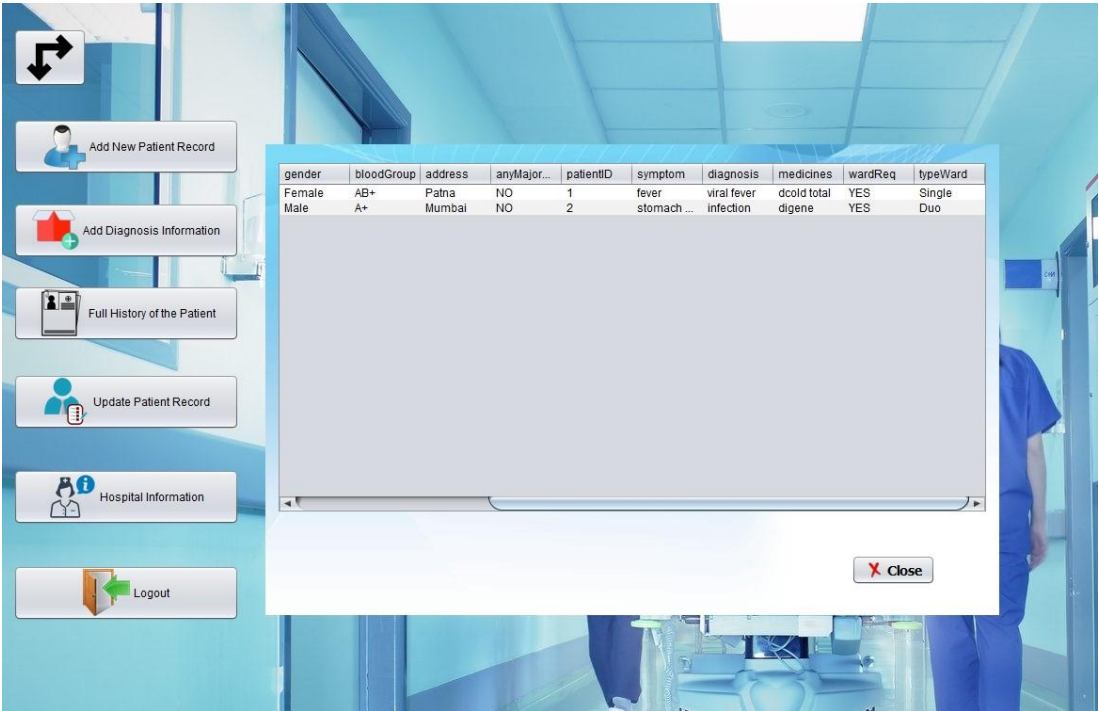 Add New Patient Record
Add Diagnosis Information
Full History of the Patient
Update Patient Record
Hospital Information
Logout
gender bloodGroup address anyMajor... patientID symptom diagnosis medicines wardReq typeWard
Female AB+ Patna NO 1 fever viral fever dcold total YES Single
Male A+ Mumbai NO 2 stomach ... infection digene YES Duo
Close